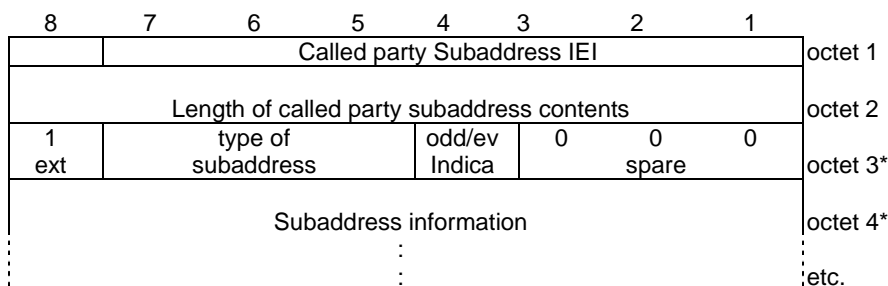 8 7 6 5 4 3 2 1
Called party Subaddress IEI octet 1
Length of called party subaddress contents octet 2
1 type of odd/ev 0 0 0
ext subaddress Indica spare octet 3*
Subaddress information octet 4*
:
: etc.